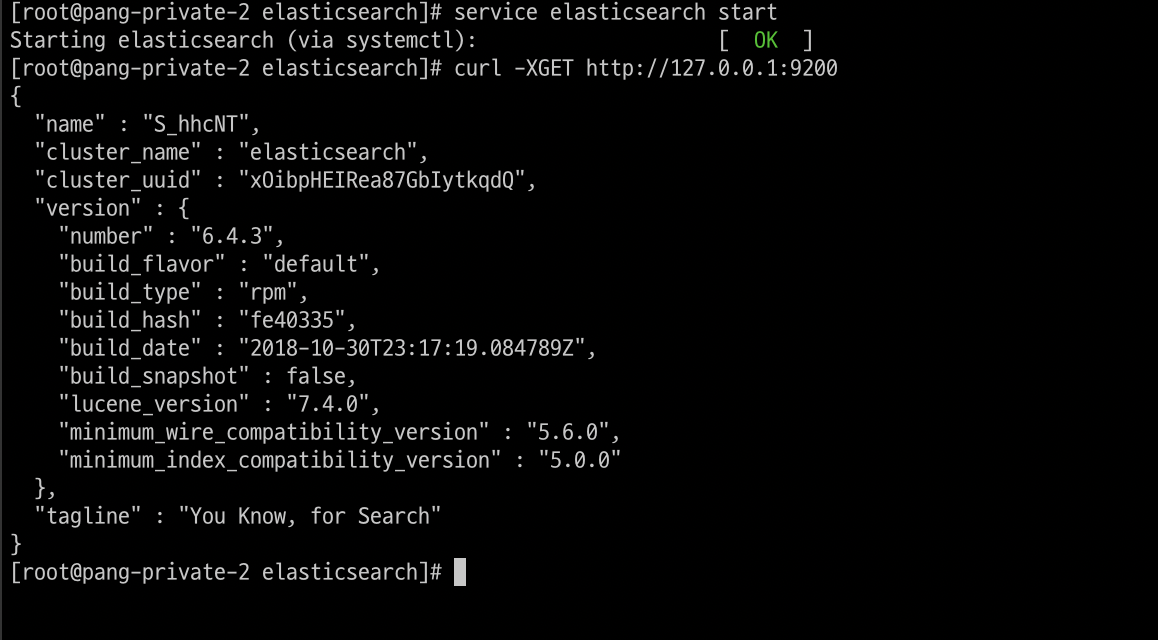 [root@pang-private-2 elasticsearch]# service elasticsearch start
Starting elasticsearch (via systemctl):                    [  OK  ]
[root@pang-private-2 elasticsearch]# curl -XGET http://127.0.0.1:9200
{
  "name" : "S_hhcNT",
  "cluster_name" : "elasticsearch",
  "cluster_uuid" : "xOibpHEIRea87GbIytkqdQ",
  "version" : {
    "number" : "6.4.3",
    "build_flavor" : "default",
    "build_type" : "rpm",
    "build_hash" : "fe40335",
    "build_date" : "2018-10-30T23:17:19.084789Z",
    "build_snapshot" : false,
    "lucene_version" : "7.4.0",
    "minimum_wire_compatibility_version" : "5.6.0",
    "minimum_index_compatibility_version" : "5.0.0"
  },
  "tagline" : "You Know, for Search"
}
[root@pang-private-2 elasticsearch]#